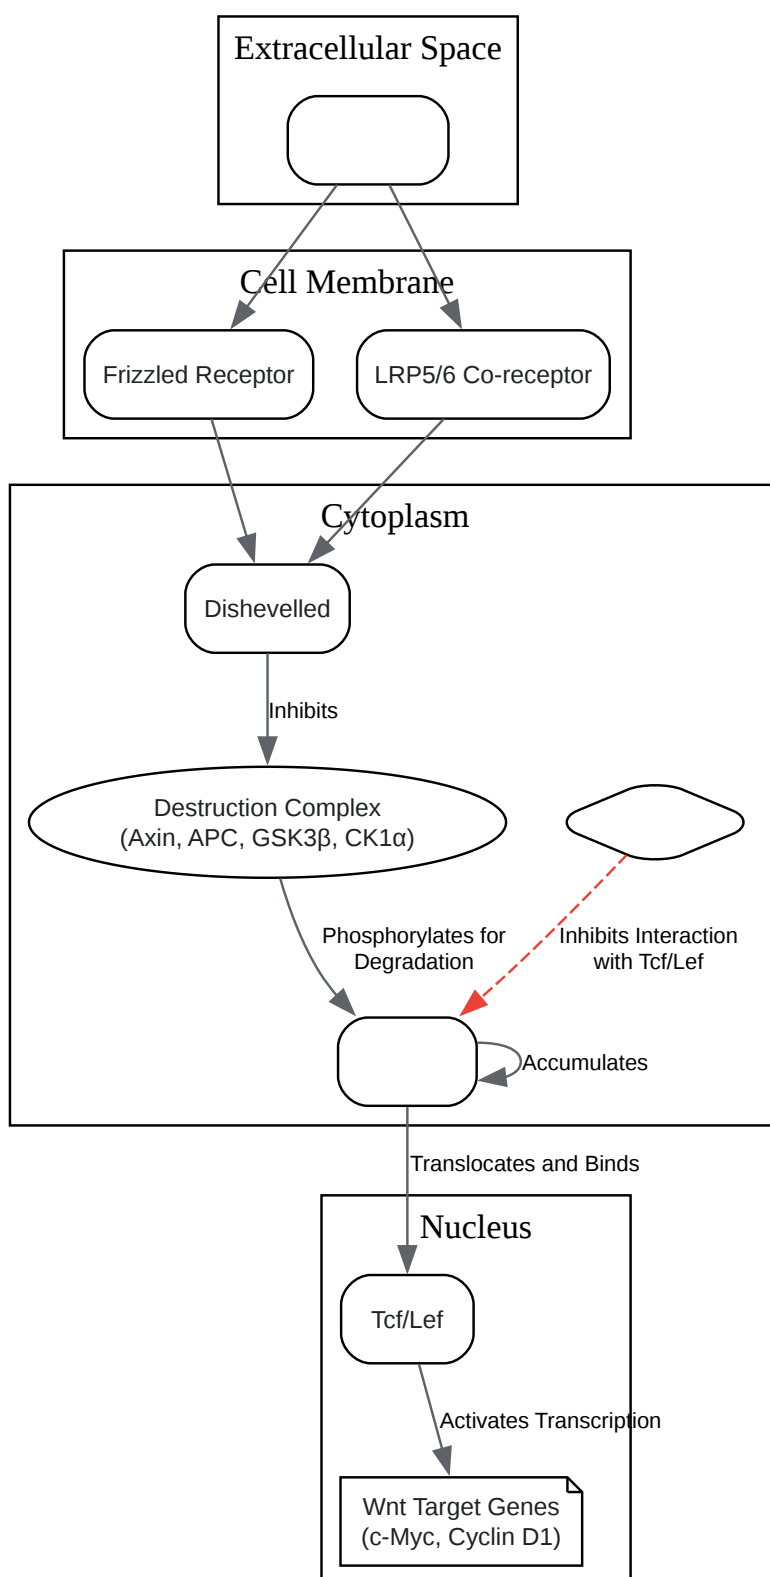 Extracellular Space
Cell Membrane
Frizzled Receptor
LRP5/6 Co-receptor
Cytoplasm
Dishevelled
Inhibits
Destruction Complex
(Axin, APC, GSK3β, CK1α)
Phosphorylates for
Degradation
Inhibits Interaction
with Tcf/Lef
Accumulates
Translocates and Binds
Nucleus
Tcf/Lef
Activates Transcription
Wnt Target Genes
(c-Myc, Cyclin D1)